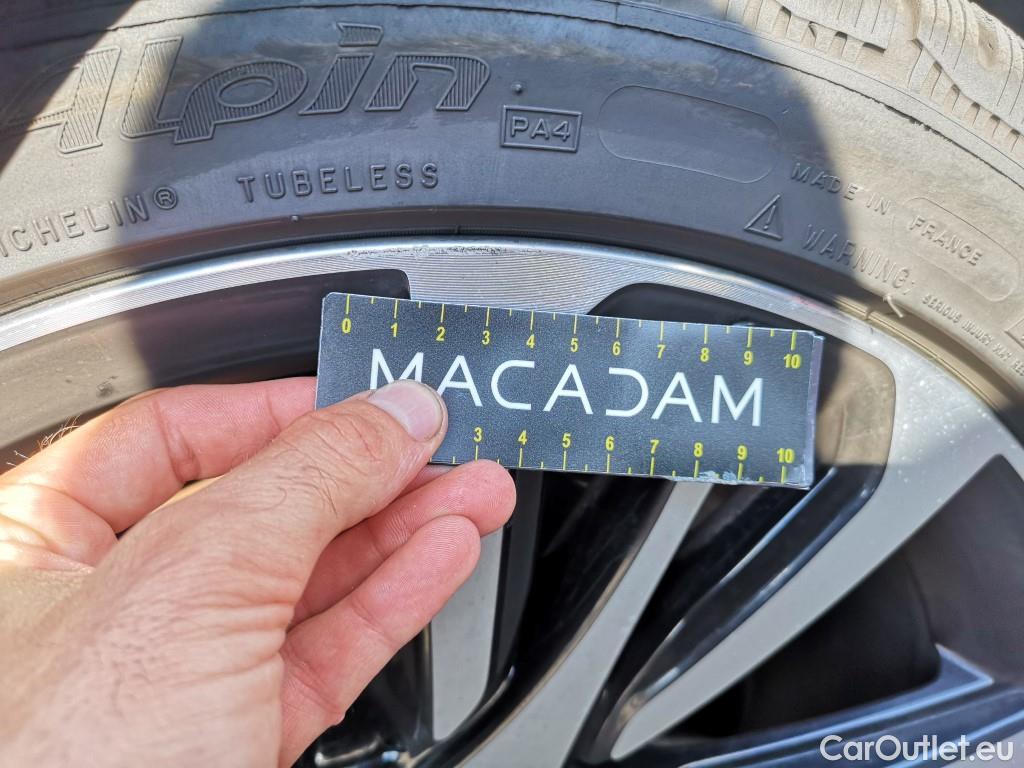 Alpin
PA4
MICHELIN® TUBELESS
MADE IN FRANCE
WARNING:
0 1 2 3 4 5 6 7 8 9 10
MACADAM
3 4 5 6 7 8 9 10
CarOutlet.eu